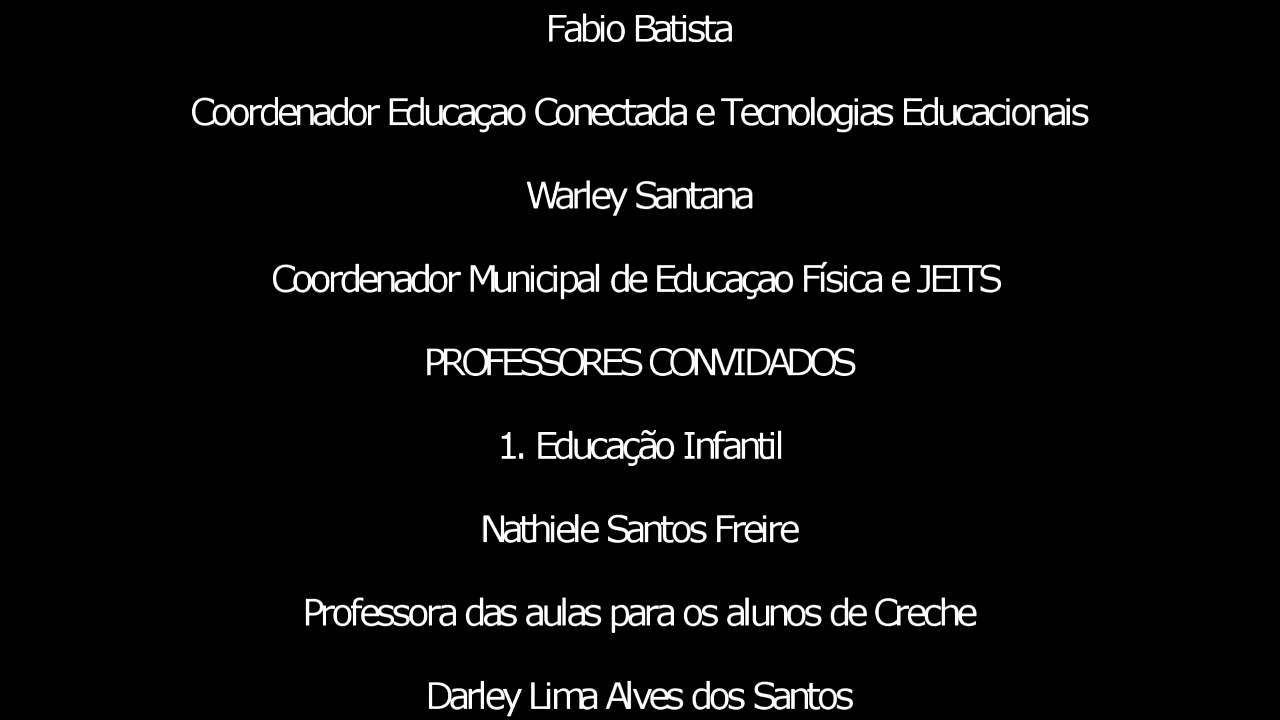 Fabio Batista
Coordenador Educaçao Conectada e Tecnologias Educacionais
Warley Santana
Coordenador Municipal de Educaçao Física e JEITS
PROFESSORES CONVIDADOS
1. Educação Infantil
Nathiele Santos Freire
Professora das aulas para os alunos de Creche
Darley Lima Alves dos Santos